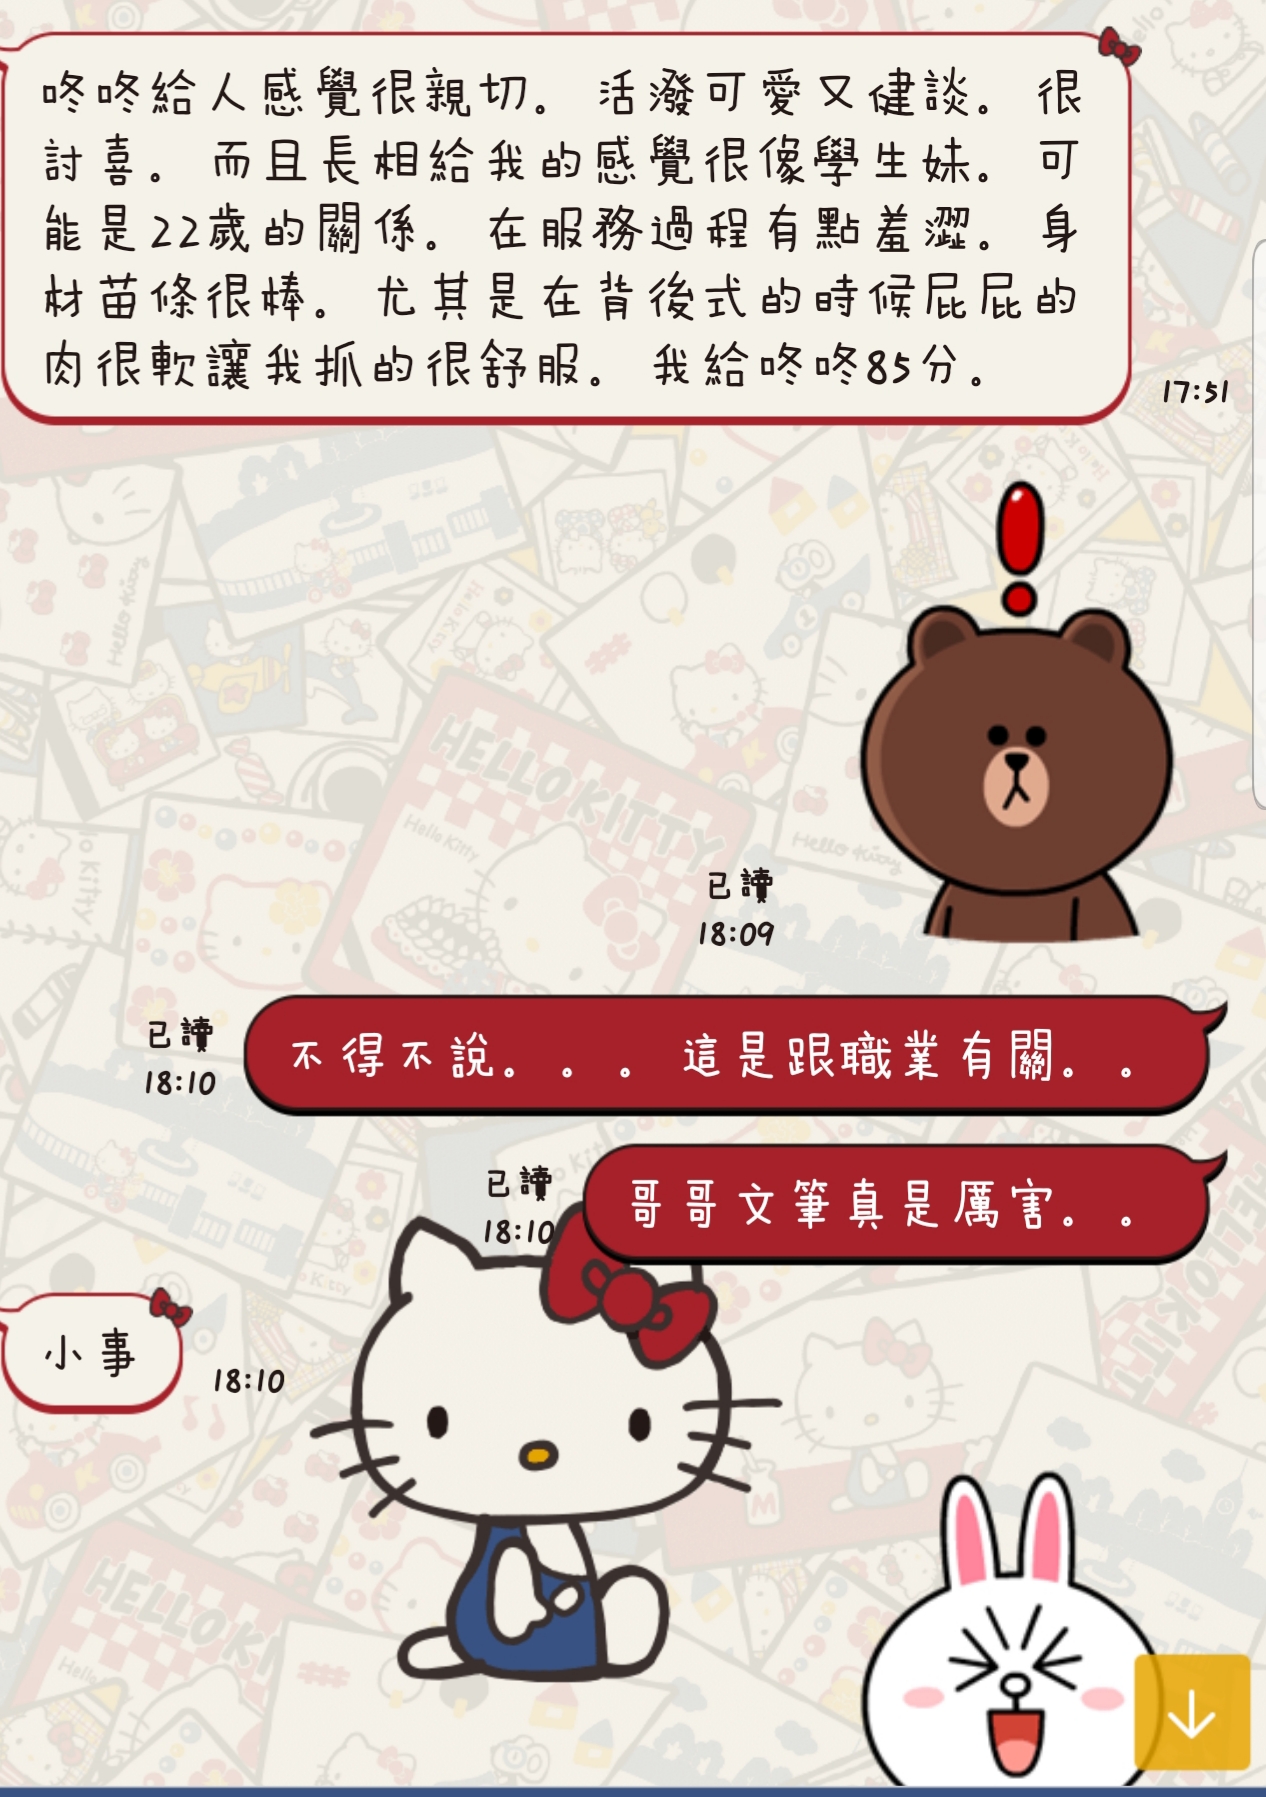 咚咚給人感覺很親切。 活潑可愛又健談。 很
討喜。 而且長相給我的感覺很像學生妹。 可
能是22歲的關係。 在服務過程有點羞澀。 身
材苗條很棒。 尤其是在背後式的時候屁屁的
肉很軟讓我抓的很舒服。 我給咚咚85分。
17:51
已讀
18:09
不得不說。。。這是跟職業有關。。
已讀
18:10
哥哥文筆真是厲害。。
已讀
18:10
小事
18:10
HELLO KITTY
Hello Kitty
Hello Kitty